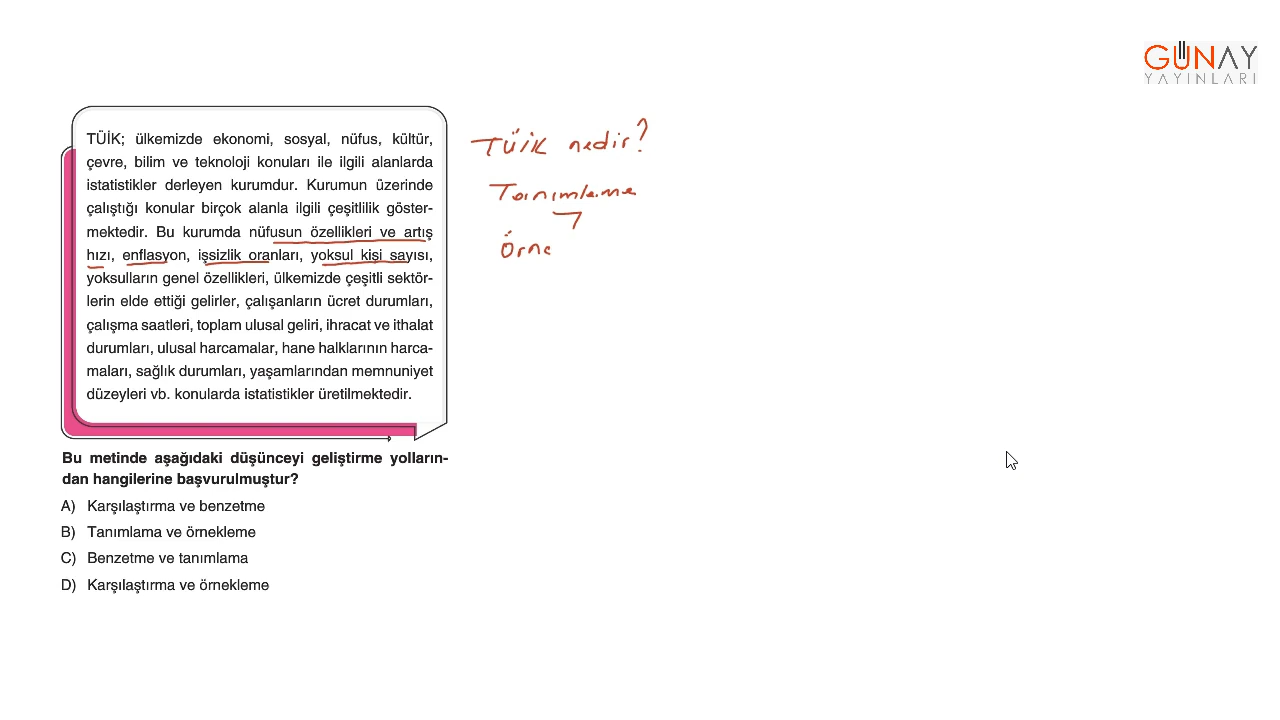 GÜNAY
YAYINLARI
TÜİK; ülkemizde ekonomi, sosyal, nüfus, kültür,
çevre, bilim ve teknoloji konuları ile ilgili alanlarda
istatistikler derleyen kurumdur. Kurumun üzerinde
çalıştığı konular birçok alanla ilgili çeşitlilik göster-
mektedir. Bu kurumda nüfusun özellikleri ve artış
hızı, enflasyon, işsizlik oranları, yoksul kişi sayısı,
yoksulların genel özellikleri, ülkemizde çeşitli sektör-
lerin elde ettiği gelirler, çalışanların ücret durumları,
çalışma saatleri, toplam ulusal geliri, ihracat ve ithalat
durumları, ulusal harcamalar, hane halklarının harca-
maları, sağlık durumları, yaşamlarından memnuniyet
düzeyleri vb. konularda istatistikler üretilmektedir.
TÜİK nedir?
Tanımlama
Örne
Bu metinde aşağıdaki düşünceyi geliştirme yolların-
dan hangilerine başvurulmuştur?
A) Karşılaştırma ve benzetme
B) Tanımlama ve örnekleme
C) Benzetme ve tanımlama
D) Karşılaştırma ve örnekleme